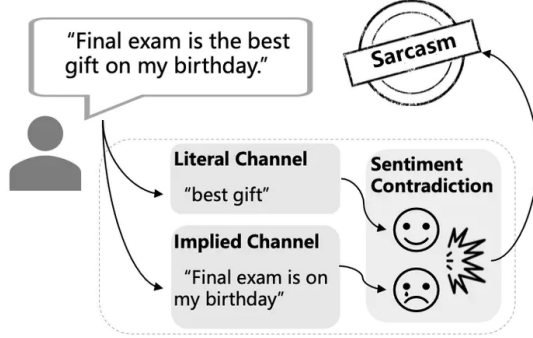 “Final exam is the best
gift on my birthday.”
Sarcasm
Literal Channel
“best gift”
Implied Channel
“Final exam is on
my birthday”
Sentiment
Contradiction